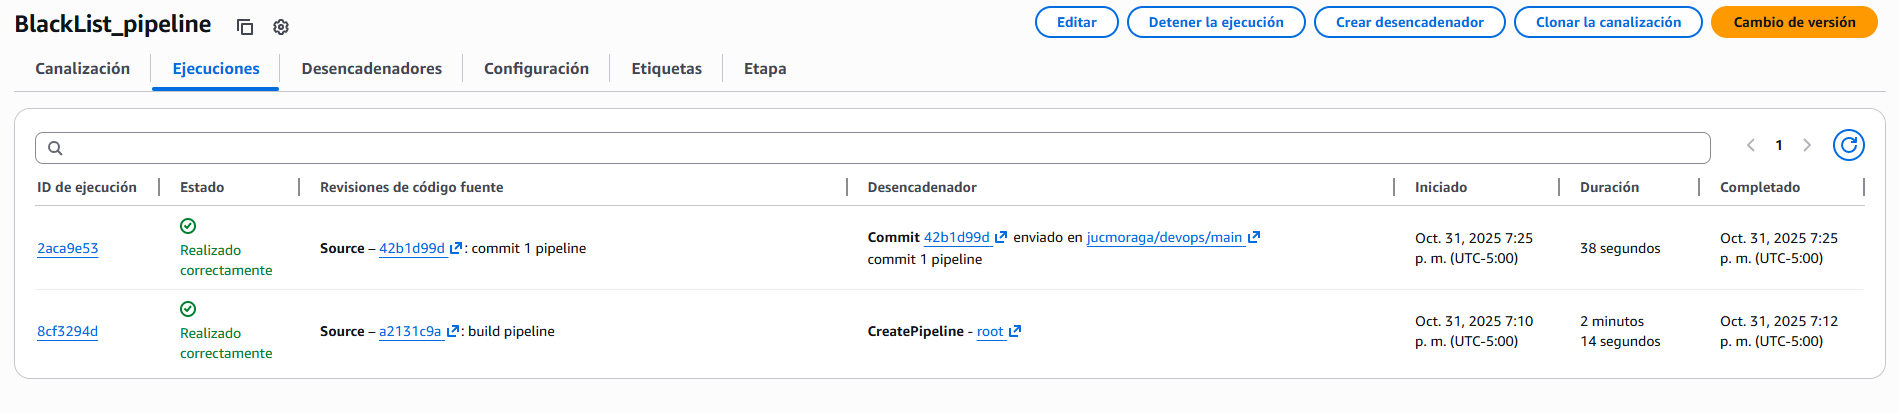 BlackList_pipeline
Editar
Detener la ejecución
Crear desencadenador
Clonar la canalización
Cambio de versión
Canalización
Ejecuciones
Desencadenadores
Configuración
Etiquetas
Etapa
1
ID de ejecución
Estado
Revisiones de código fuente
Desencadenador
Iniciado
Duración
Completado
2aca9e53
Realizado
correctamente
Source – 42b1d99d : commit 1 pipeline
Commit 42b1d99d enviado en jucmoraga/devops/main
commit 1 pipeline
Oct. 31, 2025 7:25
p. m. (UTC-5:00)
38 segundos
Oct. 31, 2025 7:25
p. m. (UTC-5:00)
8cf3294d
Realizado
correctamente
Source – a2131c9a : build pipeline
CreatePipeline - root
Oct. 31, 2025 7:10
p. m. (UTC-5:00)
2 minutos
14 segundos
Oct. 31, 2025 7:12
p. m. (UTC-5:00)